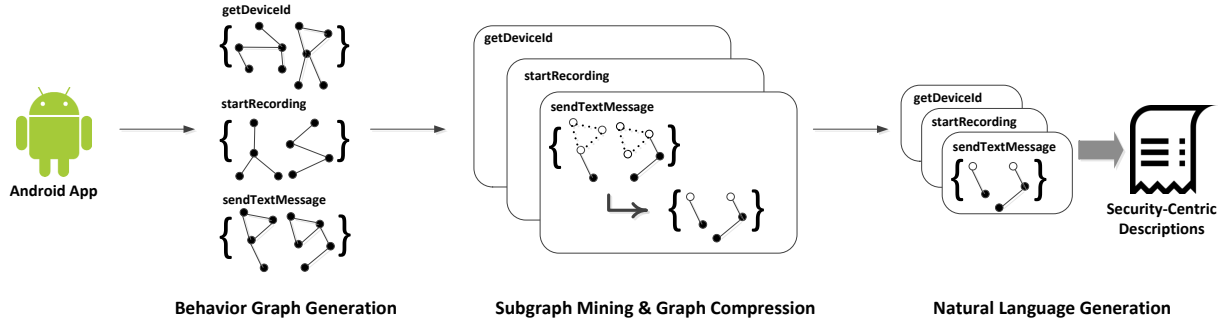 Android App
getDeviceId
startRecording
sendTextMessage
Behavior Graph Generation
getDeviceId
startRecording
sendTextMessage
Subgraph Mining & Graph Compression
getDeviceId
startRecording
sendTextMessage
Natural Language Generation
Security-Centric
Descriptions